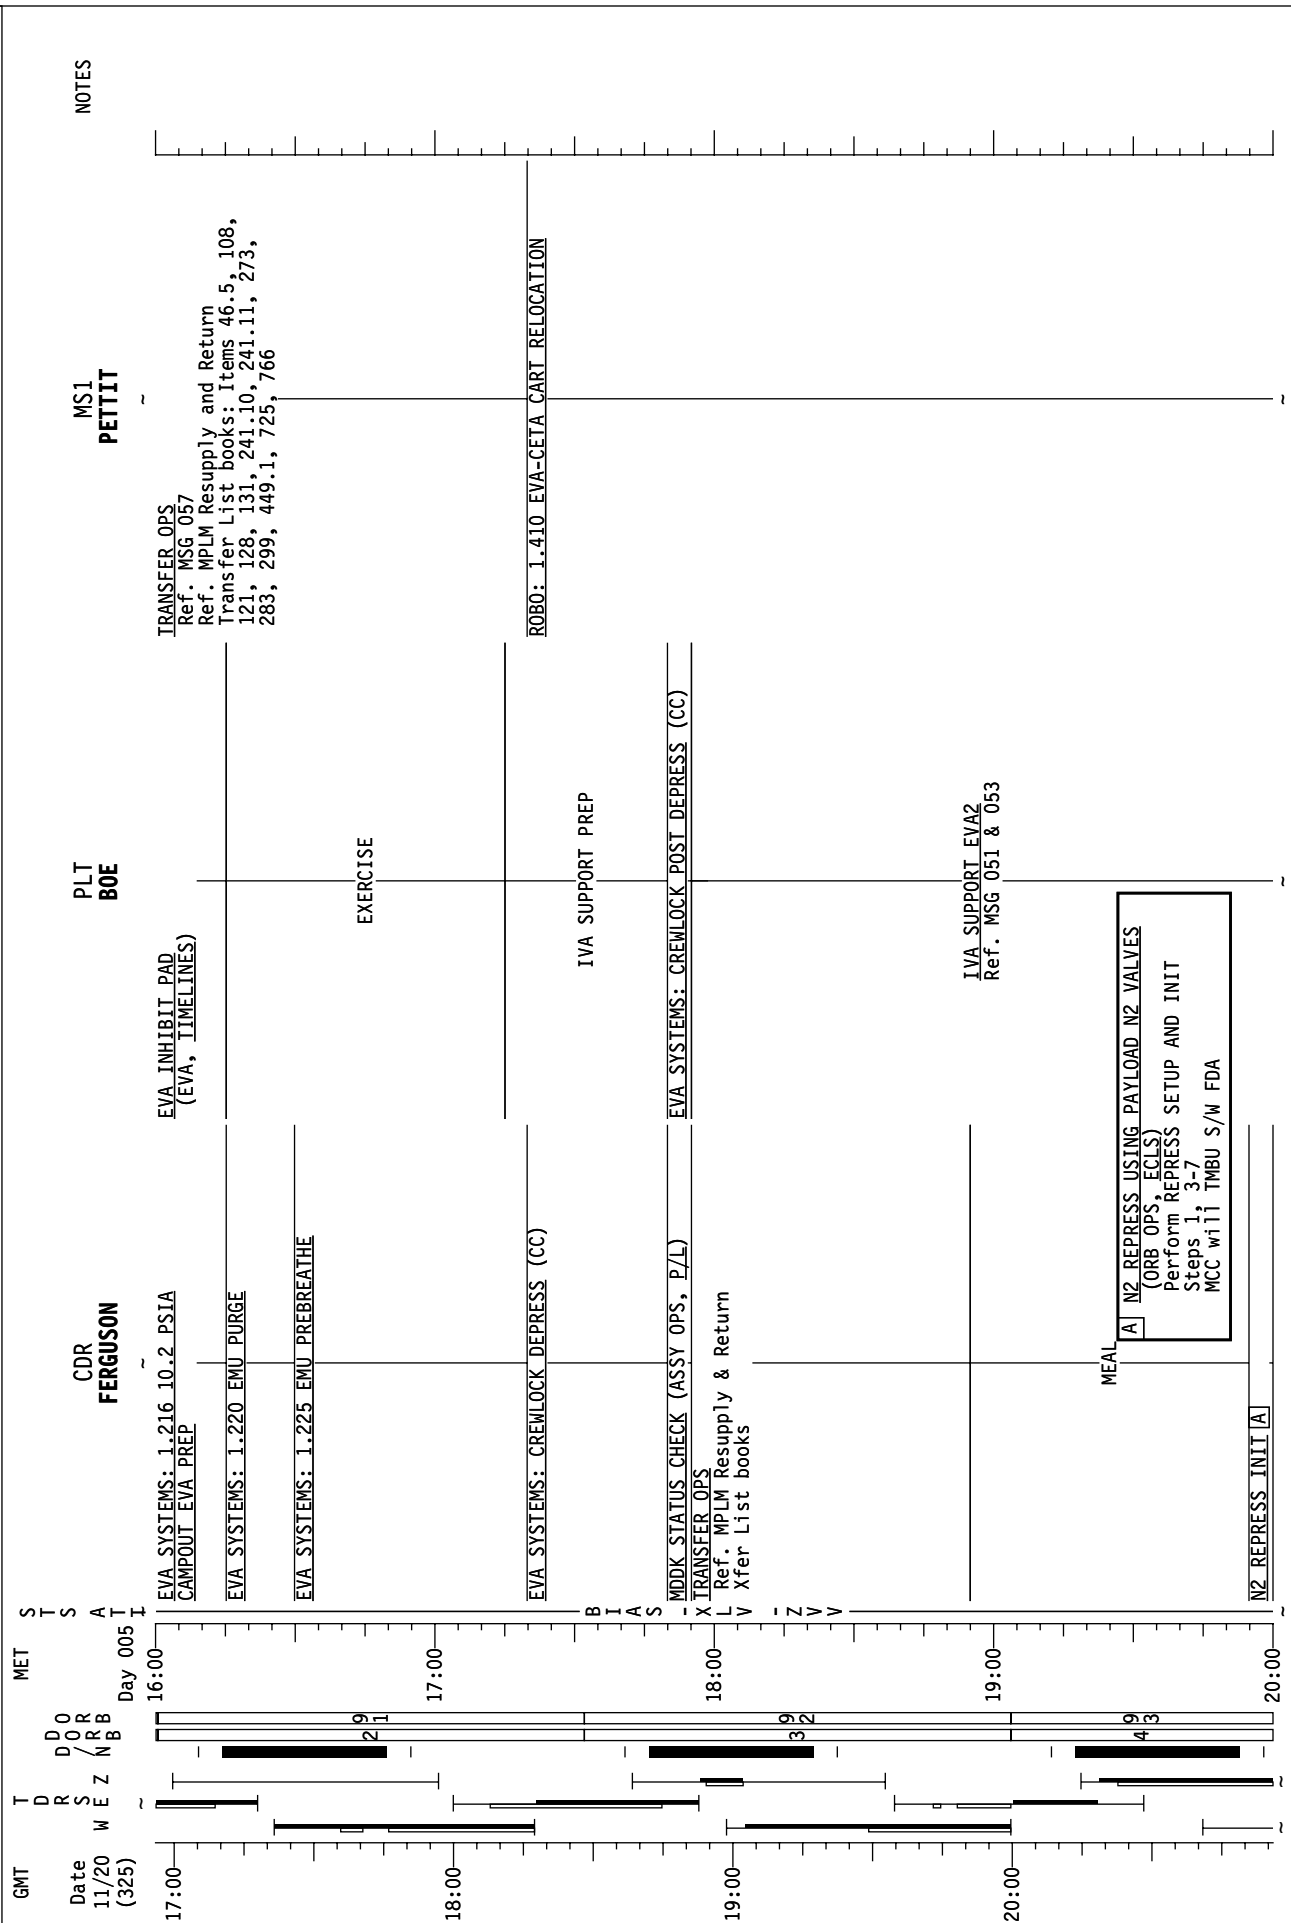 GMT
Date
11/20
(325)
17:00
18:00
19:00
20:00
T
D
R
S
W E Z
D
/
N
DO
ORB
2
3
4
ORB
91
92
93
MET
Day 005
16:00
17:00
18:00
19:00
20:00
STS
ATT
BIAS
-XLV
-ZVV
CDR
FERGUSON
EVA SYSTEMS: 1.216 10.2 PSIA
CAMPOUT EVA PREP
EVA SYSTEMS: 1.220 EMU PURGE
EVA SYSTEMS: 1.225 EMU PREBREATHE
EVA SYSTEMS: CREWLOCK DEPRESS (CC)
MDDK STATUS CHECK (ASSY OPS, P/L)
TRANSFER OPS
Ref. MPLM Resupply & Return
Xfer List books
MEAL
N2 REPRESS INIT A
A N2 REPRESS USING PAYLOAD N2 VALVES
(ORB OPS, ECLS)
Perform REPRESS SETUP AND INIT
Steps 1, 3-7
MCC will TMBU S/W FDA
PLT
BOE
EVA INHIBIT PAD
(EVA, TIMELINES)
EXERCISE
IVA SUPPORT PREP
EVA SYSTEMS: CREWLOCK POST DEPRESS (CC)
IVA SUPPORT EVA2
Ref. MSG 051 & 053
MS1
PETTIT
TRANSFER OPS
Ref. MSG 057
Ref. MPLM Resupply and Return
Transfer List books: Items 46.5, 108,
121, 128, 131, 241.10, 241.11, 273,
283, 299, 449.1, 725, 766
ROBO: 1.410 EVA-CETA CART RELOCATION
NOTES